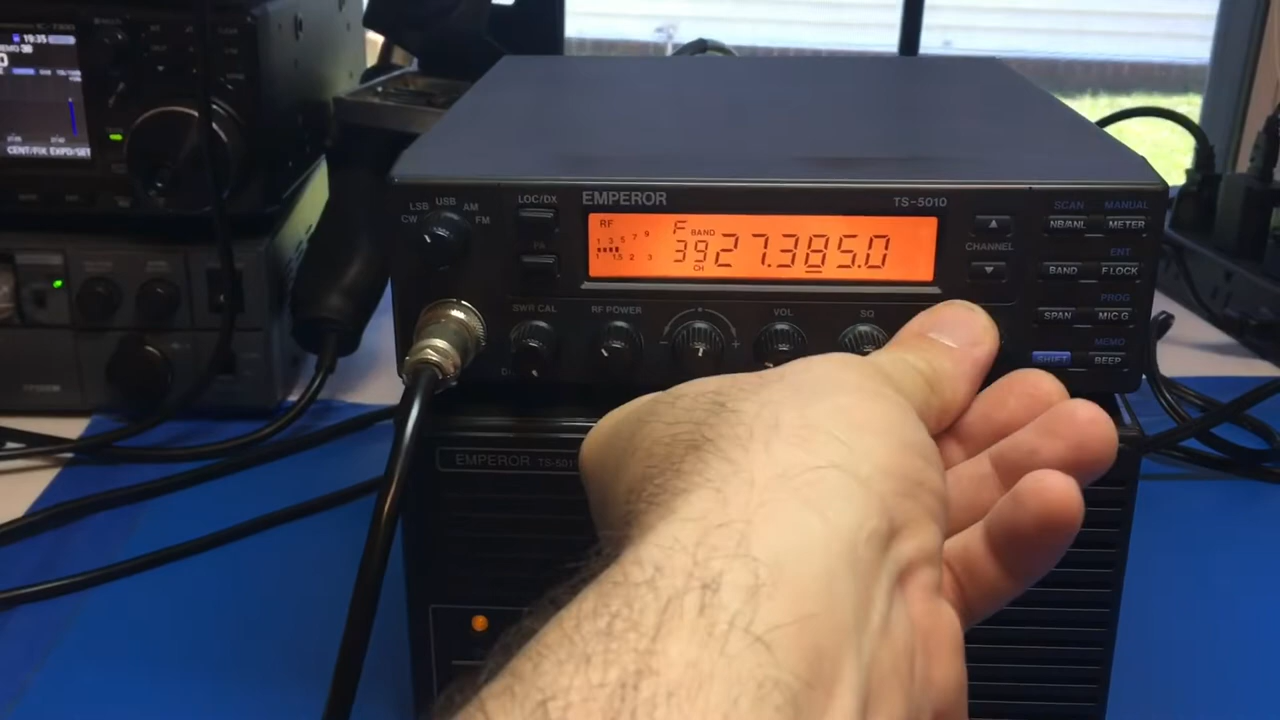 19:35
CENT/FIX EXPD/SET
LSB USB AM
CW FM
LOC/DX
EMPEROR
TS-5010
SCAN MANUAL
NB/ANL METER
RF
1 3 5 7 9
1 1.5 2 3
F BAND
39 CH
27.385.0
PA
CHANNEL
ENT
BAND F LOCK
SWR CAL RF POWER VOL SQ
- +
PROG
SPAN MIC G
MEMO
SHIFT BEEP
EMPEROR TS-501